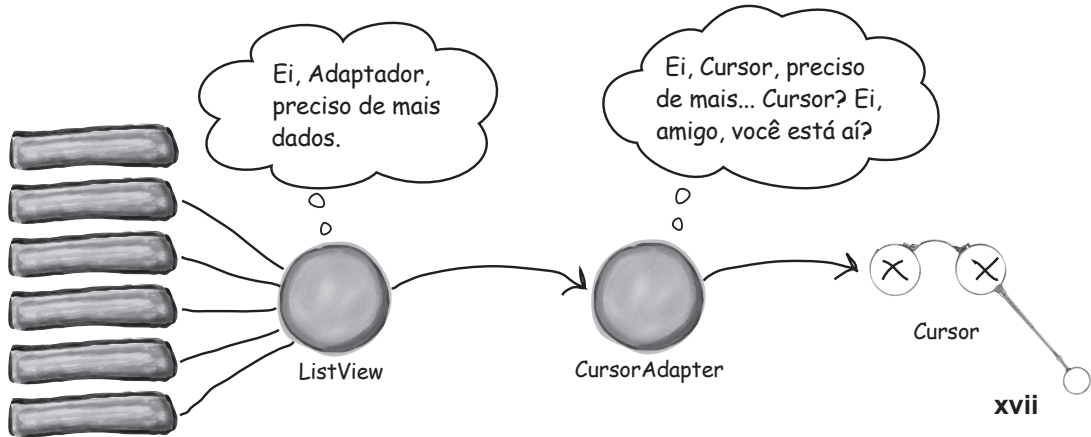 Ei, Adaptador,
preciso de mais
dados.
Ei, Cursor, preciso
de mais... Cursor? Ei,
amigo, você está aí?
ListView
CursorAdapter
Cursor
xvii